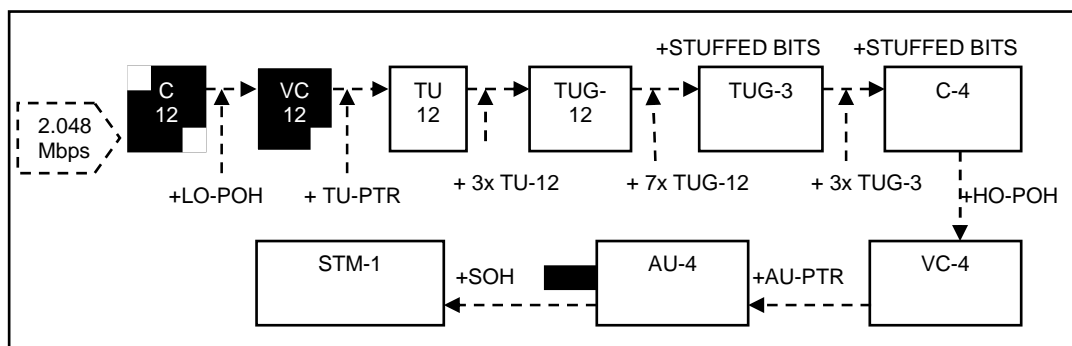 +STUFFED BITS
+STUFFED BITS
2.048
Mbps
C
12
VC
12
TU
12
TUG-
12
TUG-3
C-4
+LO-POH
+ TU-PTR
+ 3x TU-12
+ 7x TUG-12
+ 3x TUG-3
+HO-POH
STM-1
+SOH
AU-4
+AU-PTR
VC-4